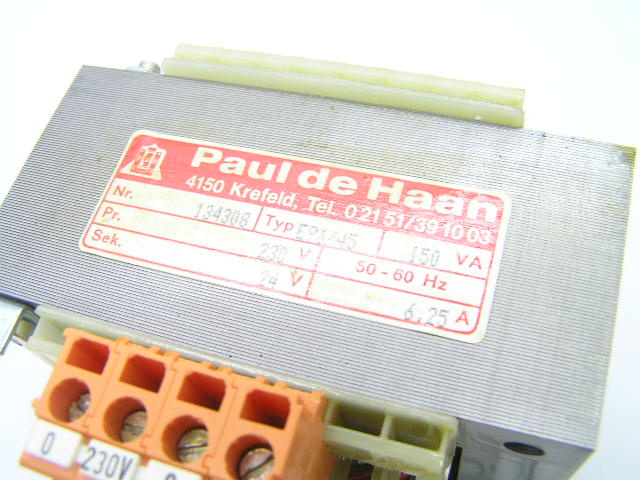 Paul de Haan
4150 Krefeld, Tel. 0 21 51/39 10 03
Nr. 134308 Typ 150 VA
Pr. 230 V 50 - 60 Hz
Sek. 24 V 6,25 A
0 230V